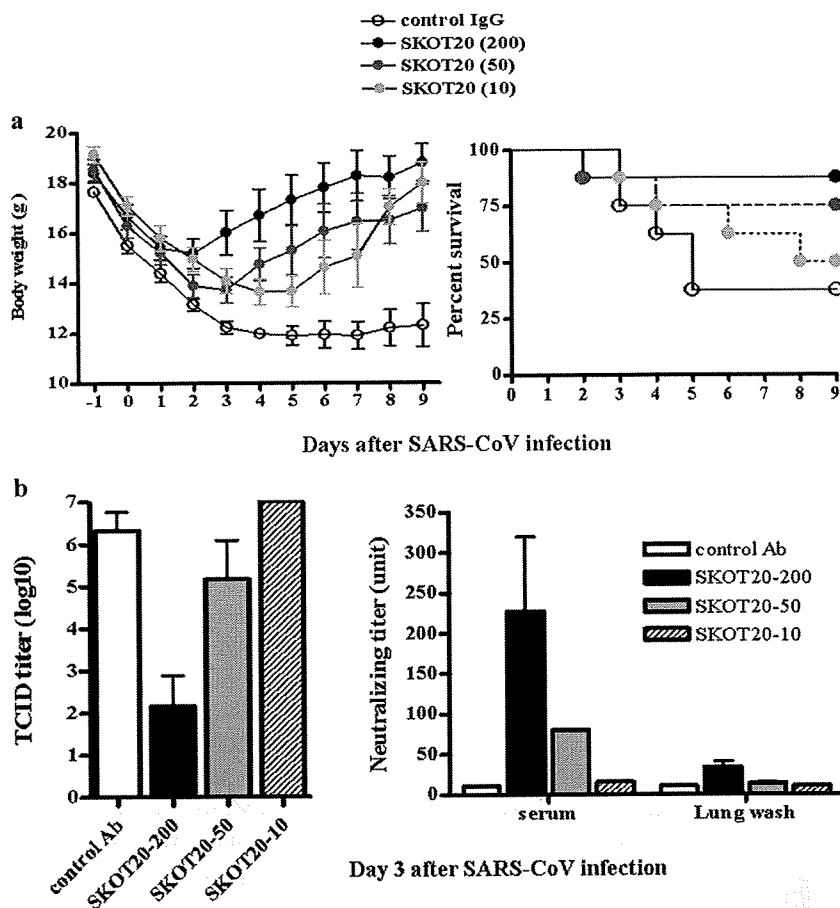 control IgG
SKOT20 (200)
SKOT20 (50)
SKOT20 (10)
a
Body weight (g)
20
18
16
14
12
10
-1 0 1 2 3 4 5 6 7 8 9
Percent survival
100
75
50
25
0
0 1 2 3 4 5 6 7 8 9
Days after SARS-CoV infection
b
TCID titer (log10)
7
6
5
4
3
2
1
0
control Ab
SKOT20-200
SKOT20-50
SKOT20-10
Neutralizing titer (unit)
350
300
250
200
150
100
50
0
control Ab
SKOT20-200
SKOT20-50
SKOT20-10
serum Lung wash
Day 3 after SARS-CoV infection